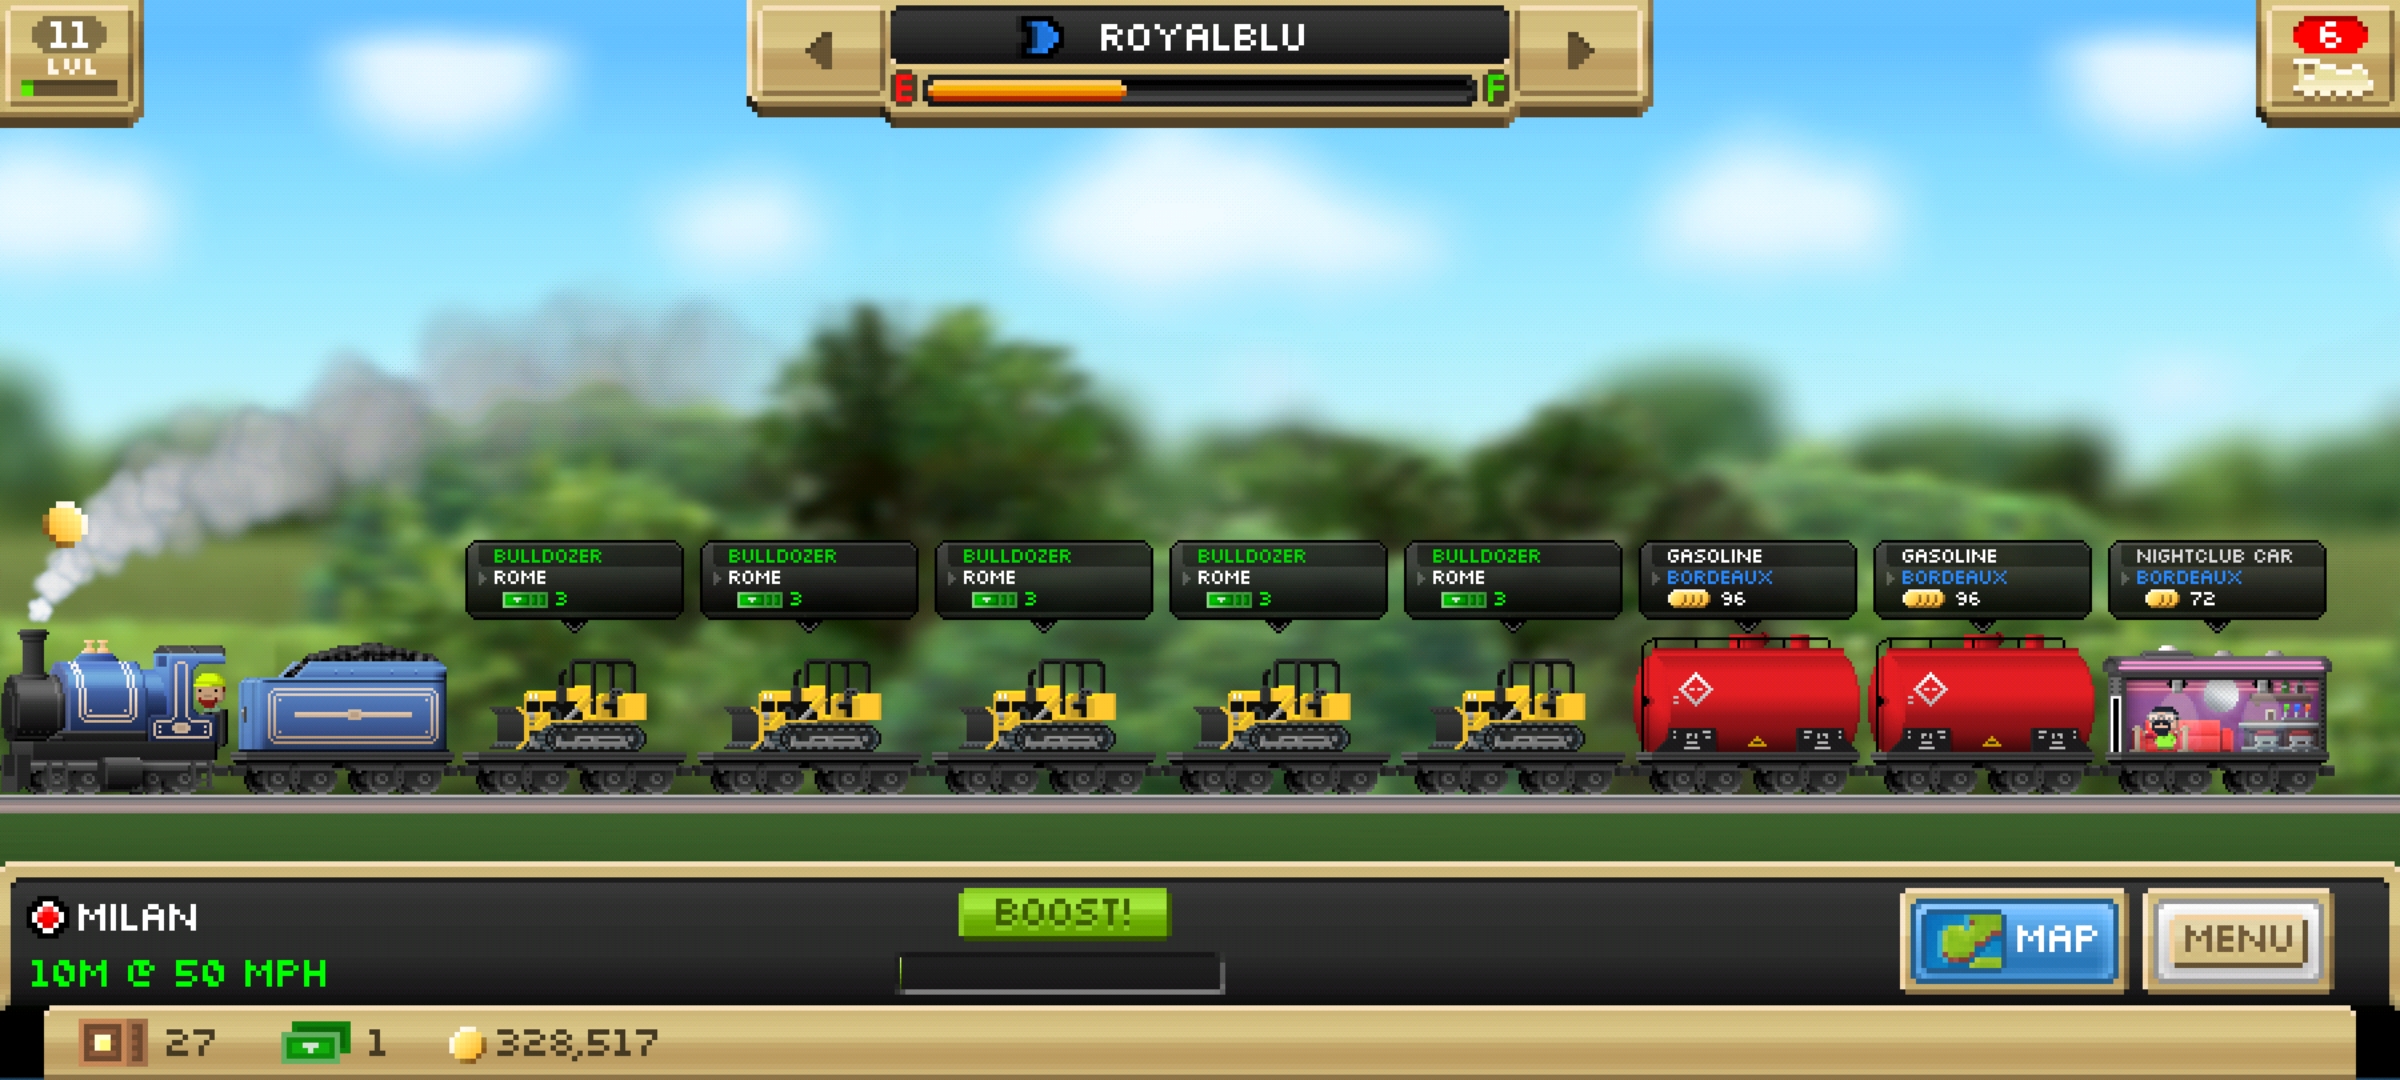 11
LVL
ROYALBLU
E F
6
BULLDOZER
ROME
3
BULLDOZER
ROME
3
BULLDOZER
ROME
3
BULLDOZER
ROME
3
BULLDOZER
ROME
3
GASOLINE
BORDEAUX
96
GASOLINE
BORDEAUX
96
NIGHTCLUB CAR
BORDEAUX
72
MILAN
10M @ 50 MPH
BOOST!
MAP
MENU
27
1
328,517